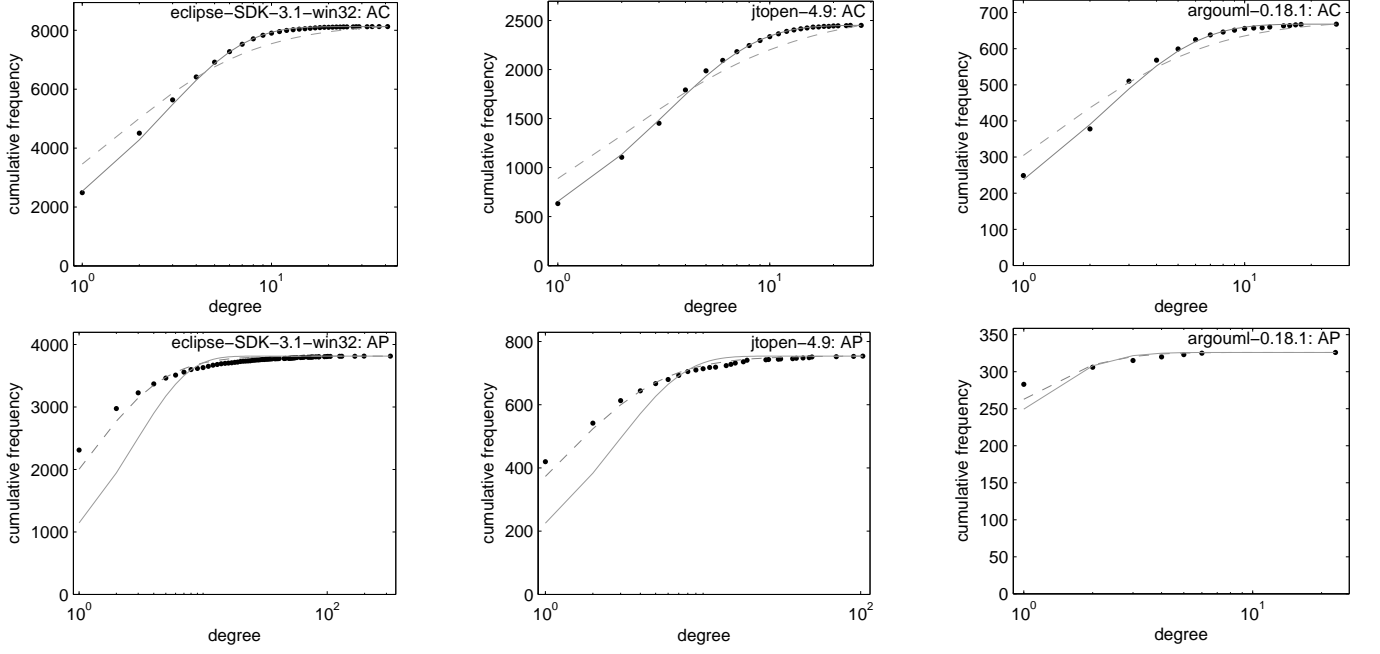 eclipse−SDK−3.1−win32: AC
8000
6000
4000
2000
0
cumulative frequency
10^0
10^1
degree
jtopen−4.9: AC
2500
2000
1500
1000
500
0
cumulative frequency
10^0
10^1
degree
argouml−0.18.1: AC
700
600
500
400
300
200
100
0
cumulative frequency
10^0
10^1
degree
eclipse−SDK−3.1−win32: AP
4000
3000
2000
1000
0
cumulative frequency
10^0
10^2
degree
jtopen−4.9: AP
800
600
400
200
0
cumulative frequency
10^0
10^2
degree
argouml−0.18.1: AP
350
300
250
200
150
100
50
0
cumulative frequency
10^0
10^1
degree